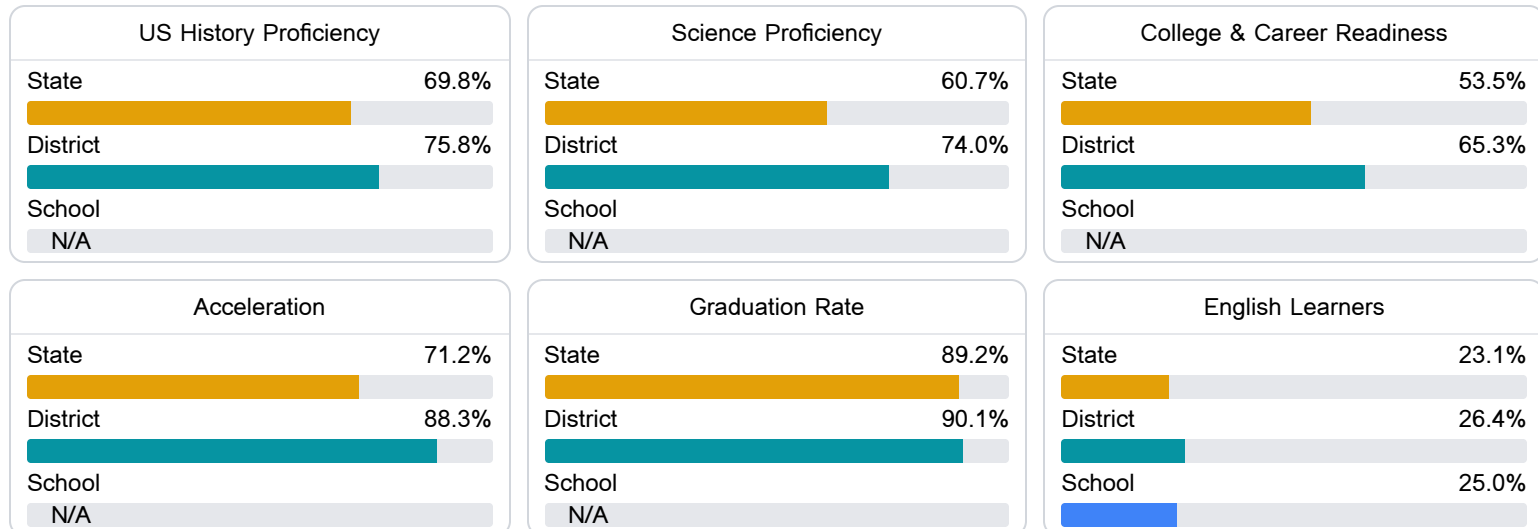 US History Proficiency
State 69.8%
District 75.8%
School
N/A
Science Proficiency
State 60.7%
District 74.0%
School
N/A
College & Career Readiness
State 53.5%
District 65.3%
School
N/A
Acceleration
State 71.2%
District 88.3%
School
N/A
Graduation Rate
State 89.2%
District 90.1%
School
N/A
English Learners
State 23.1%
District 26.4%
School 25.0%